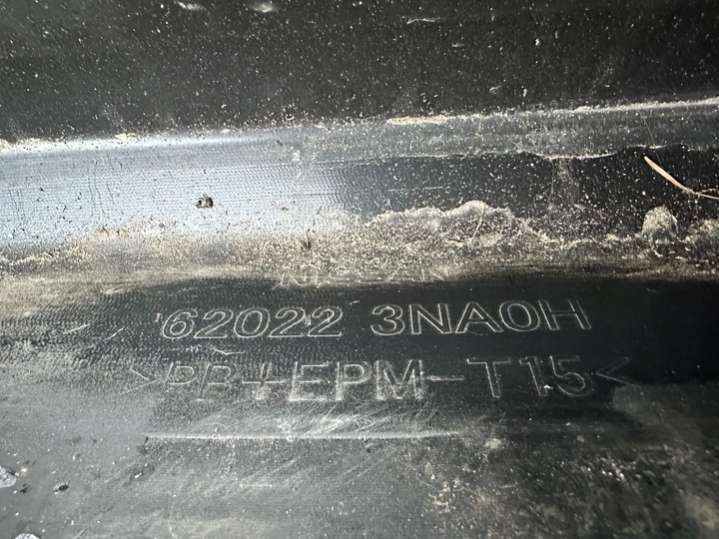 NISSAN
62022 3NA0H
>PP+EPM-T15<